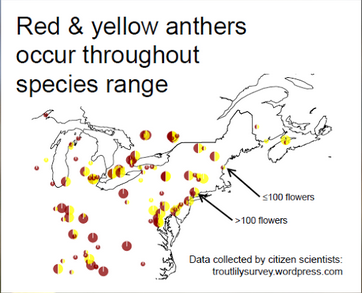 Red & yellow anthers
occur throughout
species range
≤100 flowers
>100 flowers
Data collected by citizen scientists:
troutlilysurvey.wordpress.com